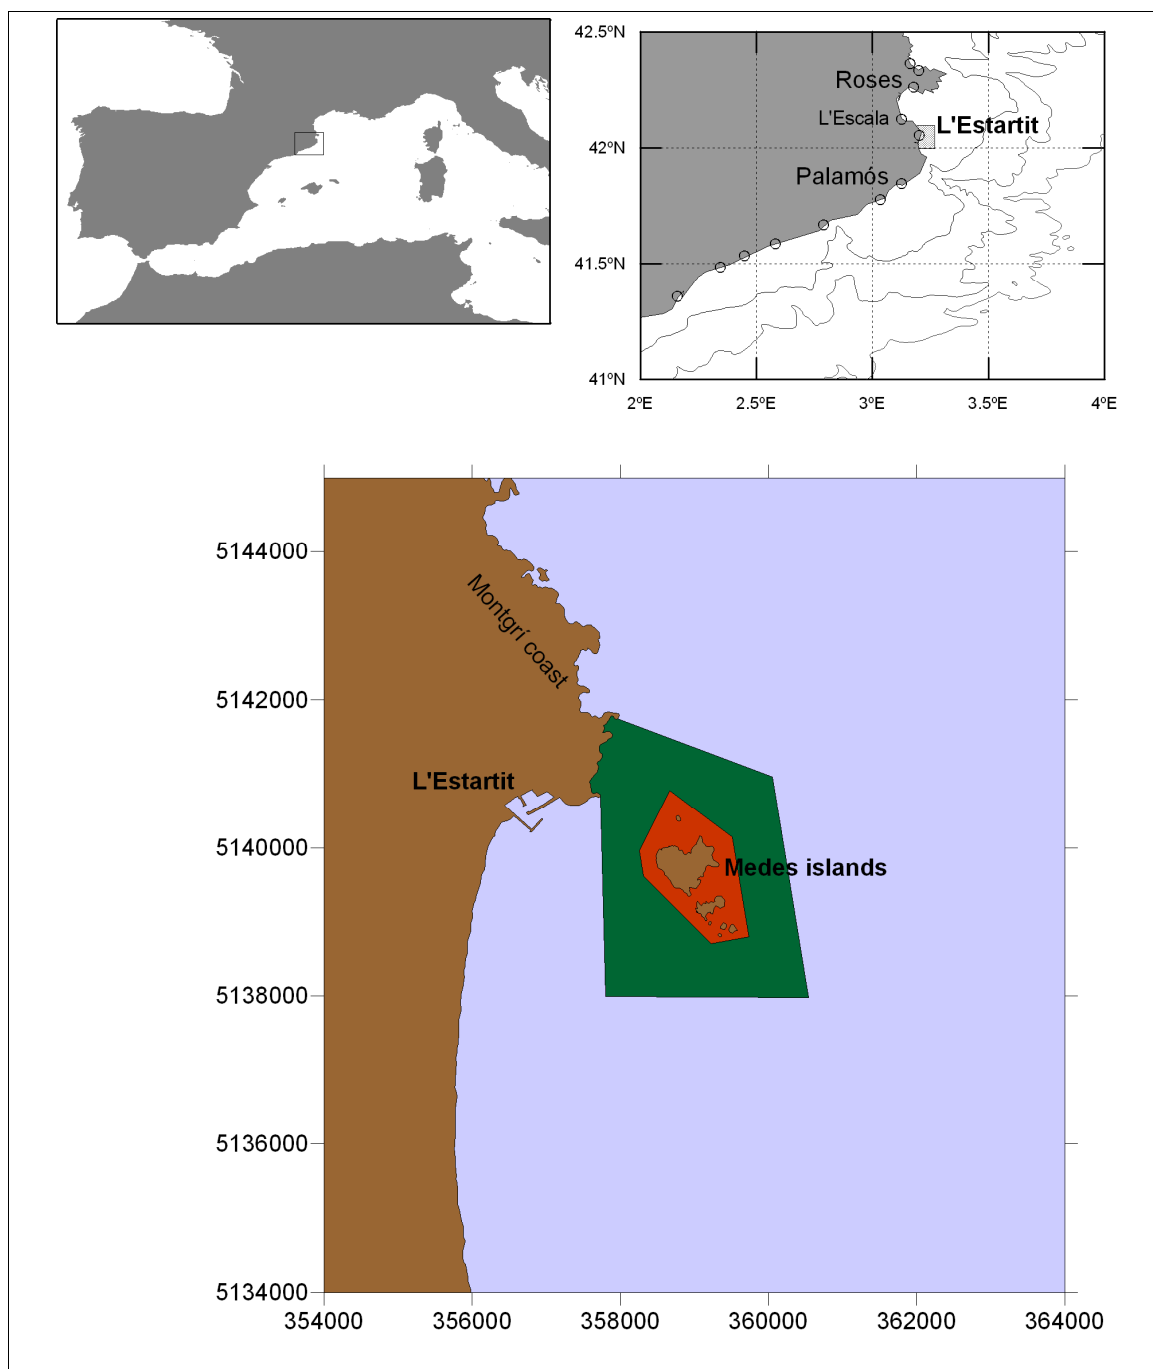 42.5ºN
Roses
L'Escala
L'Estartit
42ºN
Palamós
41.5ºN
41ºN
2ºE
2.5ºE
3ºE
3.5ºE
4ºE
5144000
Montgrí coast
5142000
L'Estartit
5140000
Medes islands
5138000
5136000
5134000
354000
356000
358000
360000
362000
364000